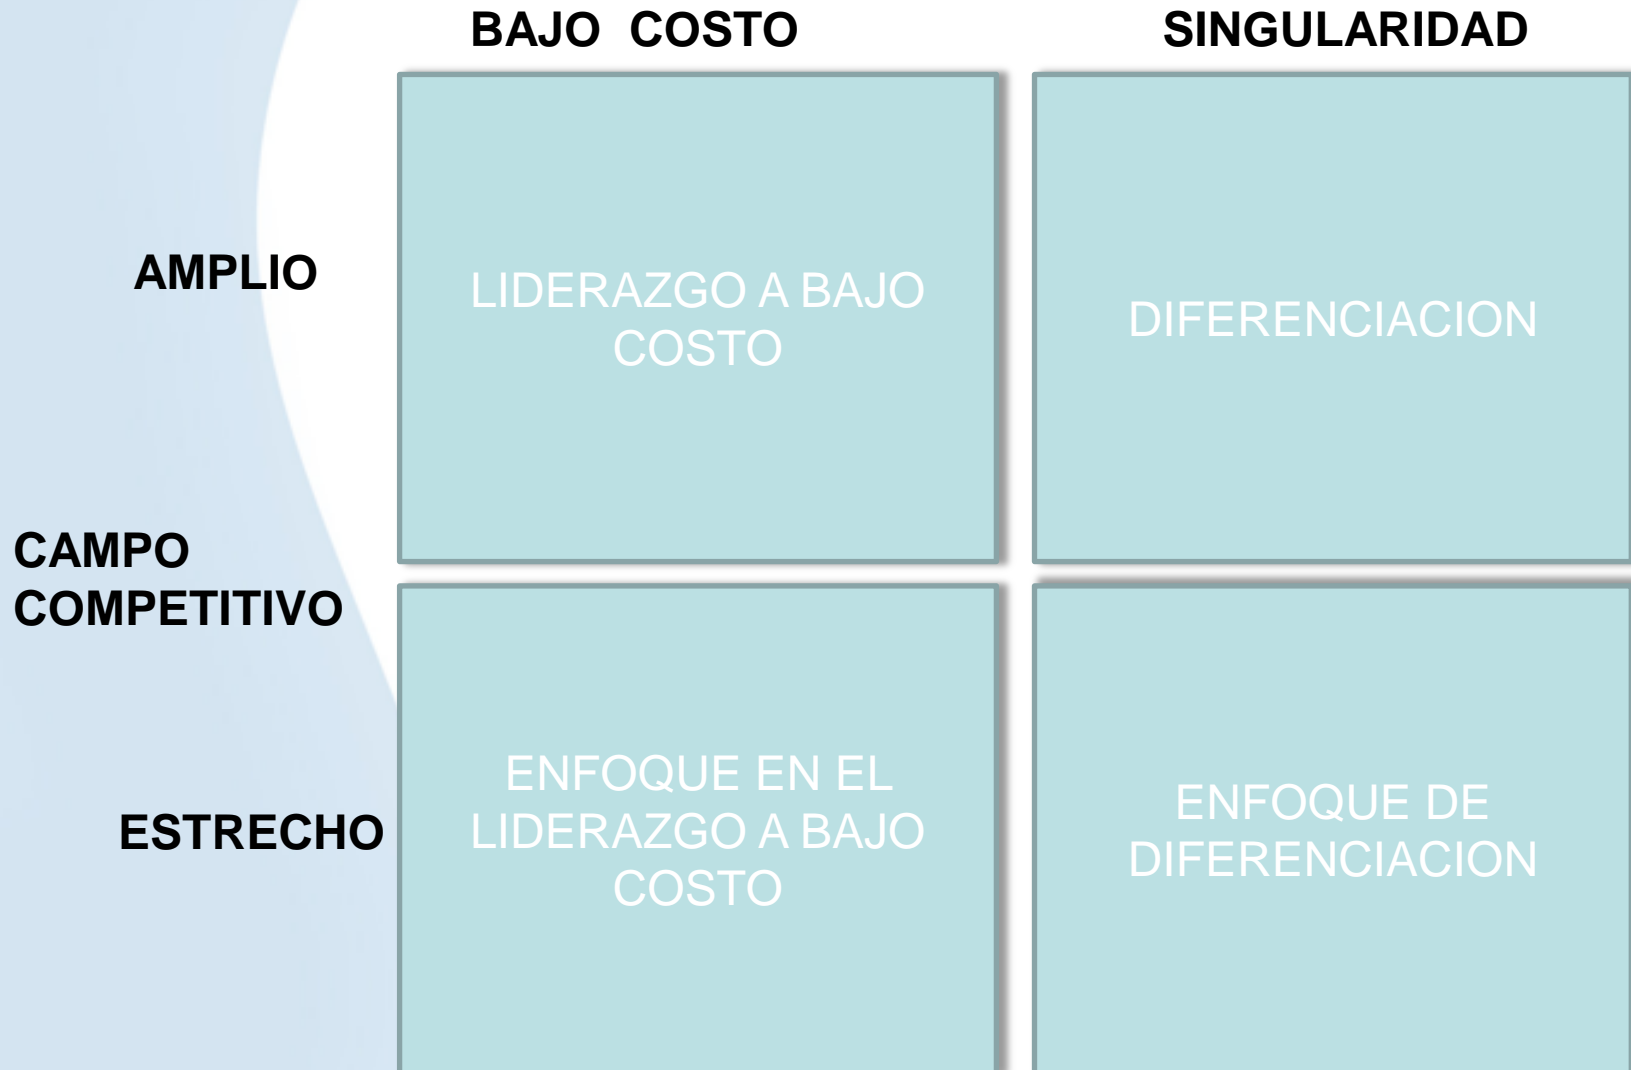 BAJO  COSTO
SINGULARIDAD
AMPLIO
LIDERAZGO A BAJO
COSTO
DIFERENCIACION
CAMPO
COMPETITIVO
ESTRECHO
ENFOQUE EN EL
LIDERAZGO A BAJO
COSTO
ENFOQUE DE
DIFERENCIACION